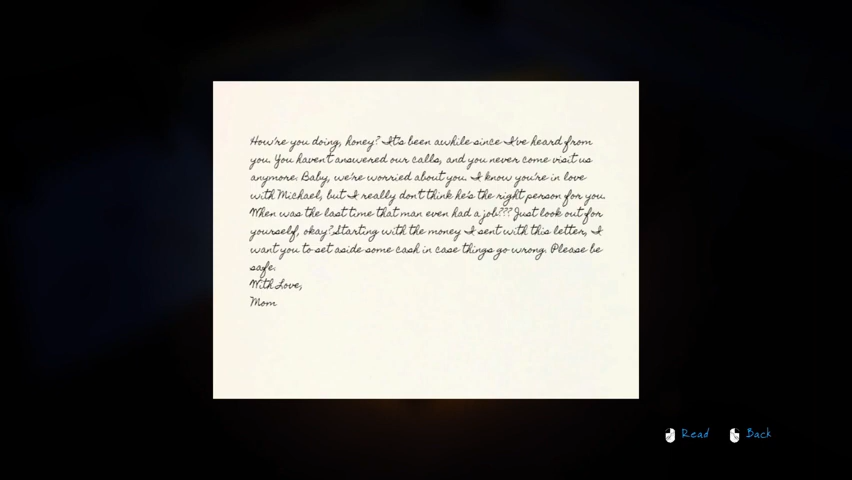 How're you doing, honey? It's been awhile since I've heard from
you. You haven't answered our calls, and you never come visit us
anymore. Baby, we're worried about you. I know you're in love
with Michael, but I really don't think he's the right person for you.
When was the last time that man even had a job??? Just look out for
yourself, okay? Starting with the money I sent with this letter, I
want you to set aside some cash in case things go wrong. Please be
safe.
With Love,
Mom
Read Back